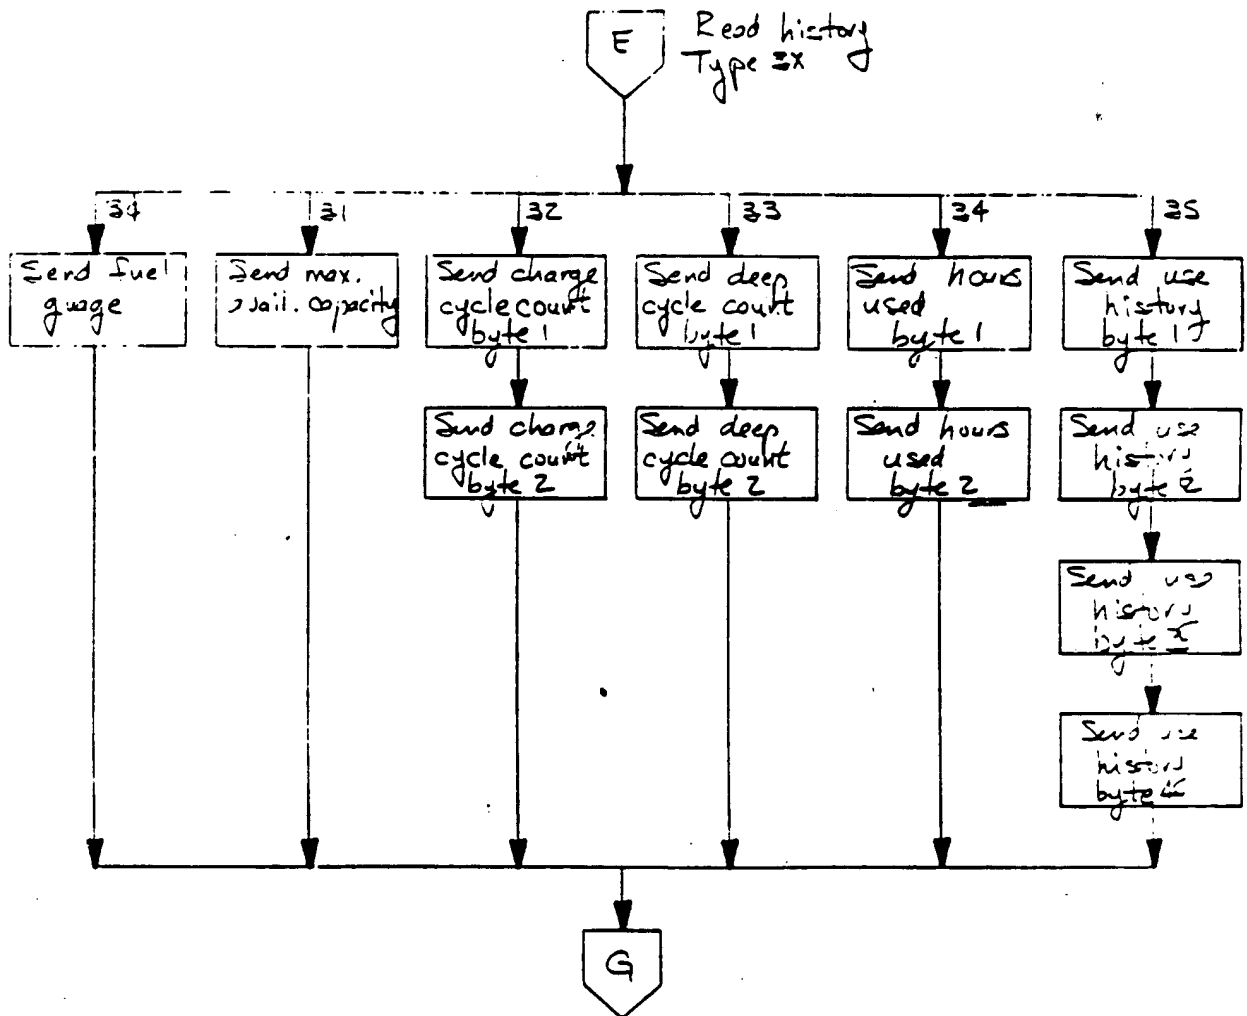 E
Read history
Type 3X
30
31
32
33
34
35
Send fuel
guage
Send max.
avail. capacity
Send charge
cycle count
byte 1
Send deep
cycle count
byte 1
Send hours
used
byte 1
Send use
history
byte 1
Send charge
cycle count
byte 2
Send deep
cycle count
byte 2
Send hours
used
byte 2
Send use
history
byte 2
Send use
history
byte 3
Send use
history
byte 4
G